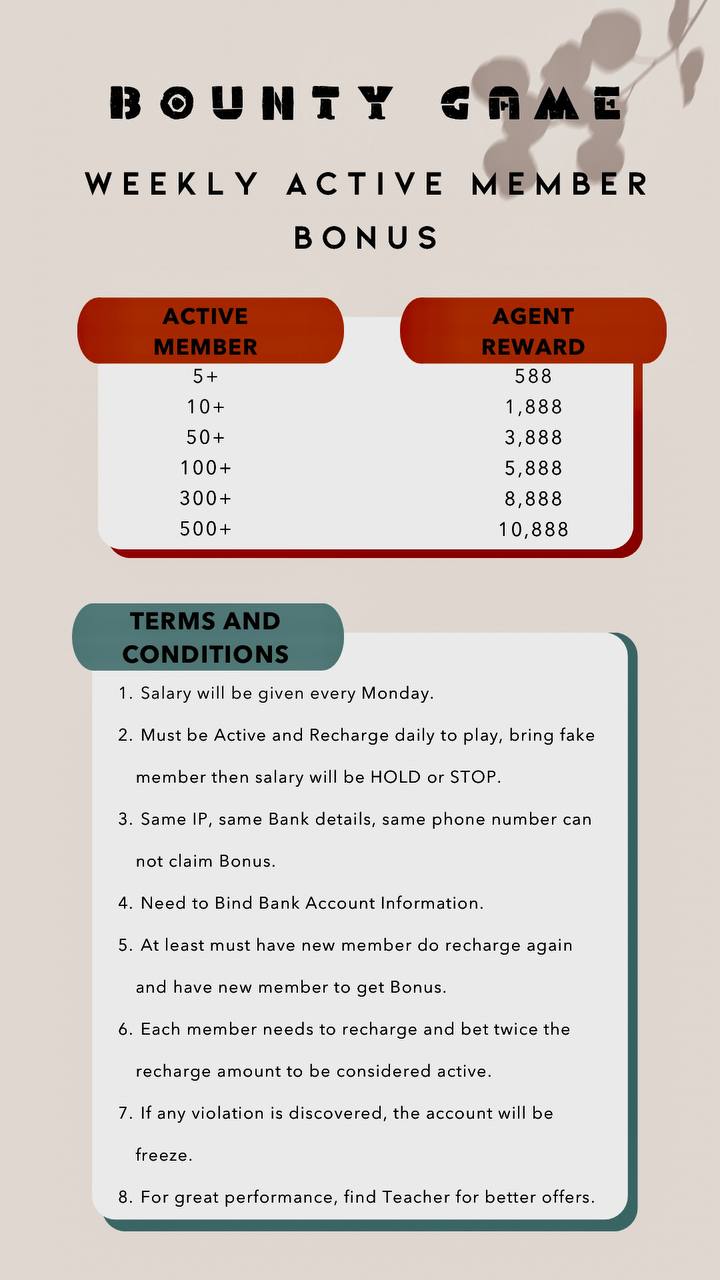 BOUNTY GAME
WEEKLY ACTIVE MEMBER
BONUS
ACTIVE
MEMBER
AGENT
REWARD
5+ 588
10+ 1,888
50+ 3,888
100+ 5,888
300+ 8,888
500+ 10,888
TERMS AND
CONDITIONS
1. Salary will be given every Monday.
2. Must be Active and Recharge daily to play, bring fake
member then salary will be HOLD or STOP.
3. Same IP, same Bank details, same phone number can
not claim Bonus.
4. Need to Bind Bank Account Information.
5. At least must have new member do recharge again
and have new member to get Bonus.
6. Each member needs to recharge and bet twice the
recharge amount to be considered active.
7. If any violation is discovered, the account will be
freeze.
8. For great performance, find Teacher for better offers.